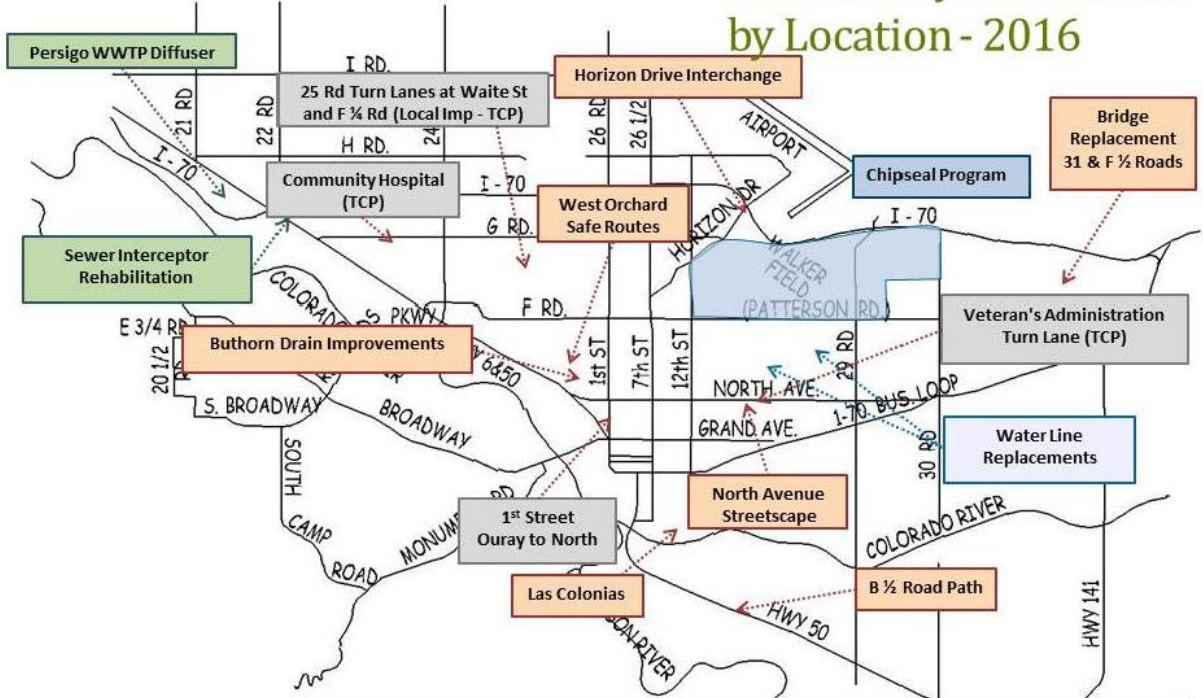 by Location - 2016
Persigo WWTP Diffuser
I RD.
Horizon Drive Interchange
25 Rd Turn Lanes at Waite St
and F ¼ Rd (Local Imp - TCP)
21 RD
22 RD
24
26 RD
26 1/2
AIRPORT
Bridge
Replacement
31 & F ½ Roads
H RD.
I-70
Community Hospital
(TCP)
I-70
Chipseal Program
West Orchard
Safe Routes
HORIZON DR
I-70
G RD.
Sewer Interceptor
Rehabilitation
WALKER
FIELD
COLORADO
PKWY
F RD.
(PATTERSON RD.)
Veteran's Administration
Turn Lane (TCP)
E 3/4 RD
Buthorn Drain Improvements
6&50
1st ST
7th ST
12th ST
29 RD
20 1/2
NORTH AVE.
I-70 BUS. LOOP
S. BROADWAY
BROADWAY
GRAND AVE.
Water Line
Replacements
30 RD
SOUTH
CAMP
ROAD
North Avenue
Streetscape
1st Street
Ouray to North
COLORADO RIVER
Las Colonias
B ½ Road Path
HWY 50
HWY 141
RIVER